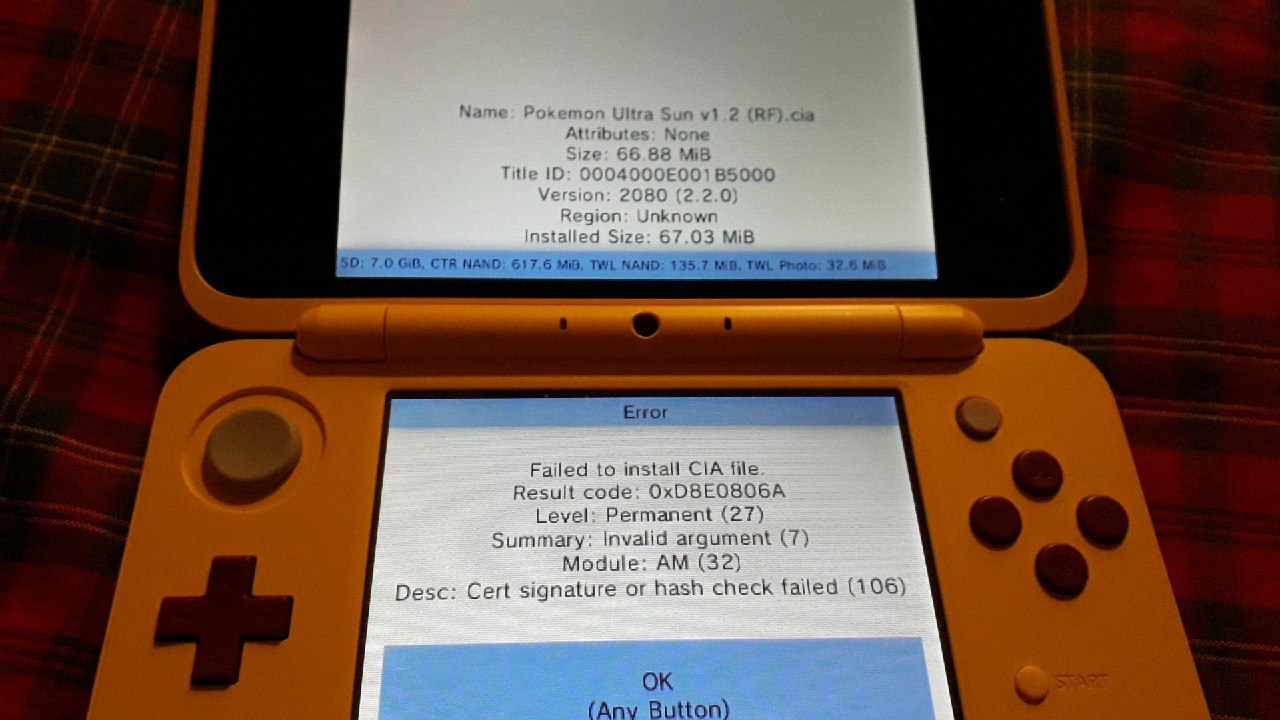 Name: Pokemon Ultra Sun v1.2 (RF).cia
Attributes: None
Size: 66.88 MiB
Title ID: 0004000E001B5000
Version: 2080 (2.2.0)
Region: Unknown
Installed Size: 67.03 MiB
SD: 7.0 GiB, CTR NAND: 617.6 MiB, TWL NAND: 135.7 MiB, TWL Photo: 32.6 MiB
Error
Failed to install CIA file.
Result code: 0xD8E0806A
Level: Permanent (27)
Summary: Invalid argument (7)
Module: AM (32)
Desc: Cert signature or hash check failed (106)
OK
(Any Button)
START